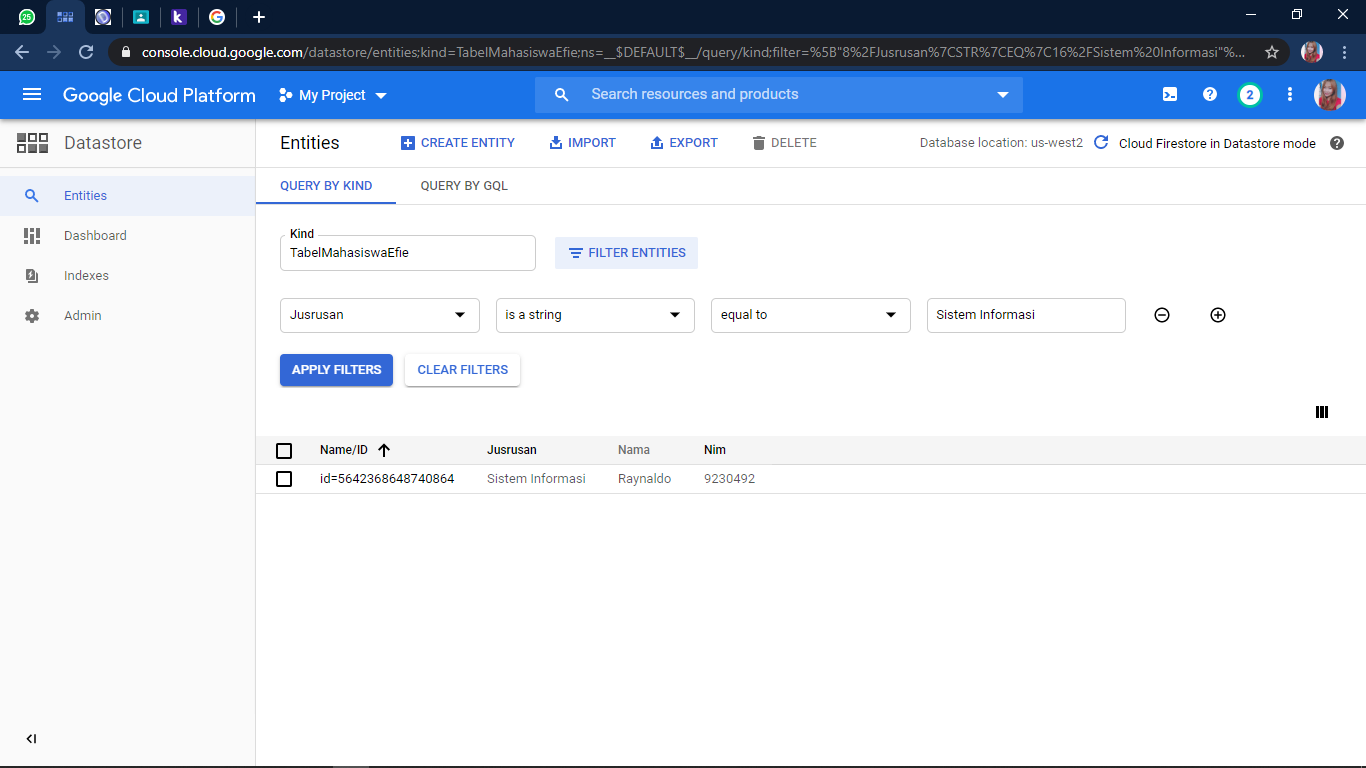 25
console.cloud.google.com/datastore/entities;kind=TabelMahasiswaEfie;ns=__$DEFAULT$__/query/kind;filter=%5B"8%2FJusrusan%7CSTR%7CEQ%7C16%2FSistem%20Informasi"%...
Google Cloud Platform My Project Search resources and products 2
Datastore
Entities CREATE ENTITY IMPORT EXPORT DELETE Database location: us-west2 Cloud Firestore in Datastore mode
Entities
Dashboard
Indexes
Admin
QUERY BY KIND QUERY BY GQL
Kind
TabelMahasiswaEfie FILTER ENTITIES
Jusrusan is a string equal to Sistem Informasi
APPLY FILTERS CLEAR FILTERS
Name/ID Jusrusan Nama Nim
id=5642368648740864 Sistem Informasi Raynaldo 9230492